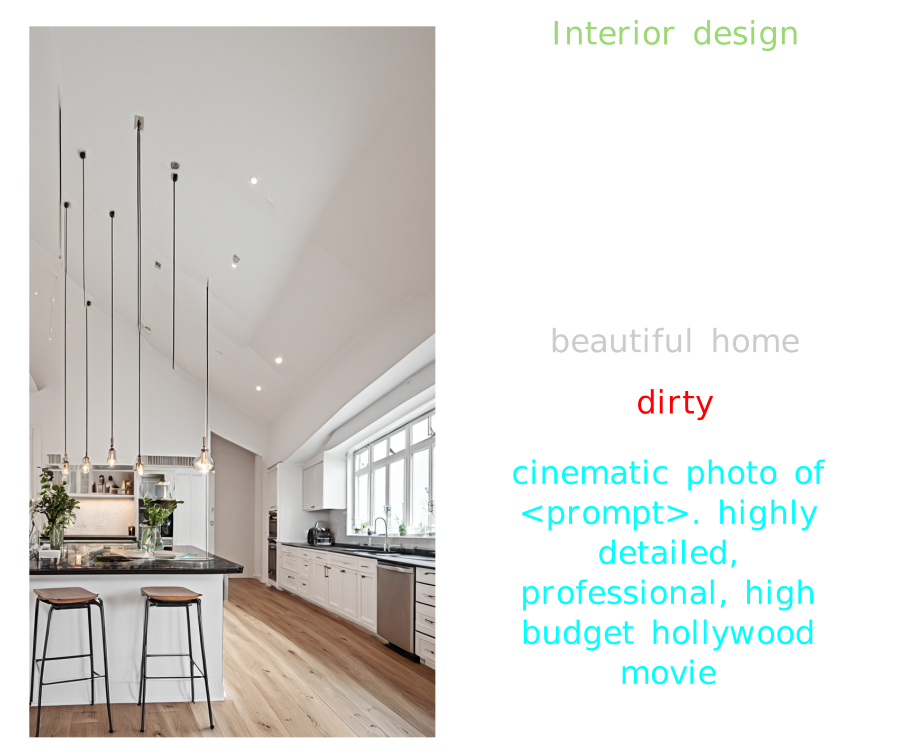 Interior design
beautiful home
dirty
cinematic photo of
<prompt>. highly
detailed,
professional, high
budget hollywood
movie